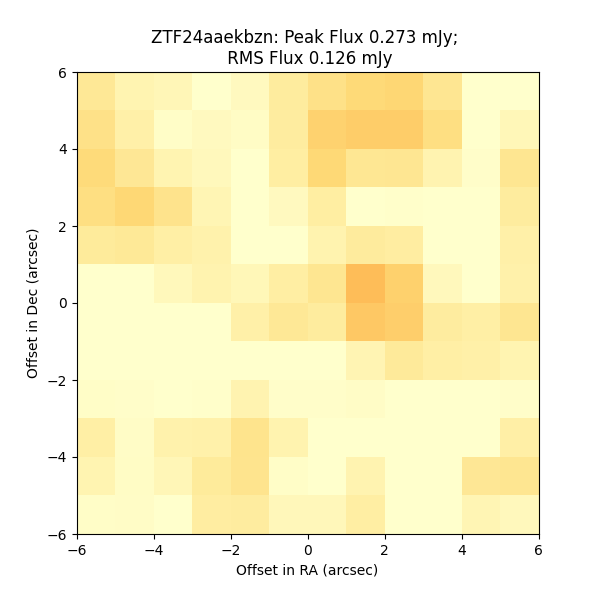 ZTF24aaekbzn: Peak Flux 0.273 mJy;
RMS Flux 0.126 mJy
6
4
2
0
−2
−4
−6
Offset in Dec (arcsec)
−6 −4 −2 0 2 4 6
Offset in RA (arcsec)